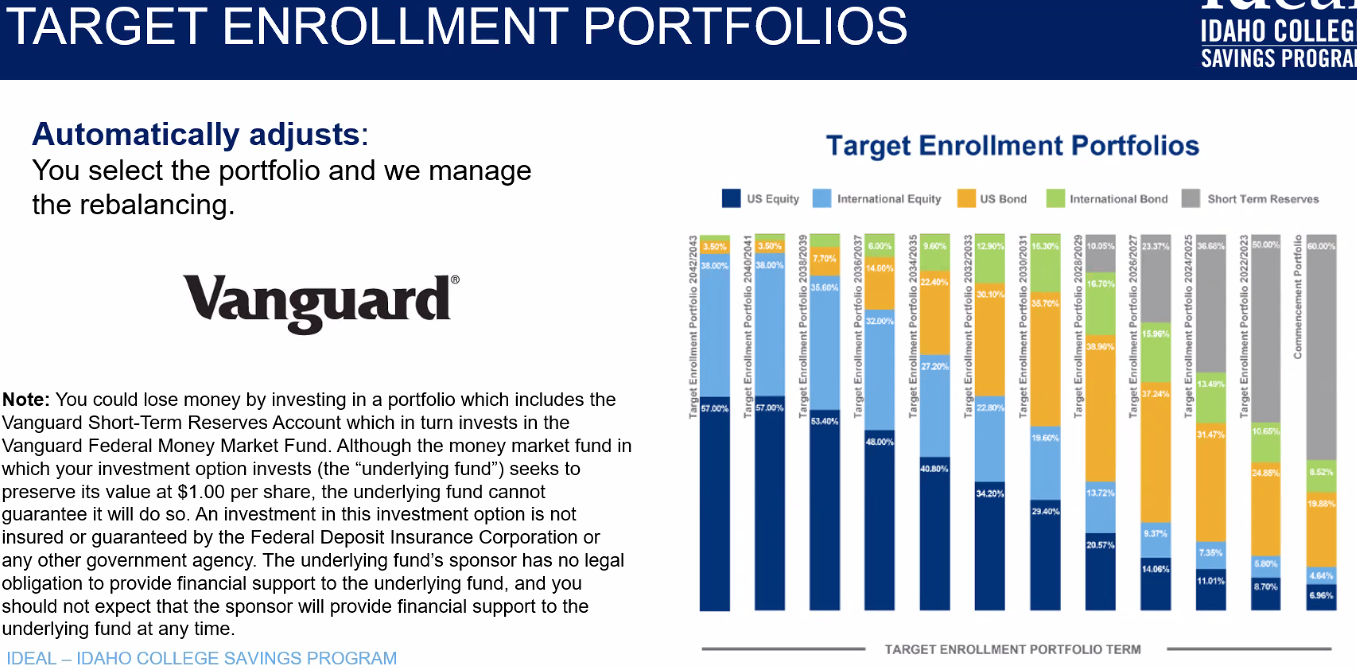 TARGET ENROLLMENT PORTFOLIOS
IDAHO COLLEGE
SAVINGS PROGRAM
Automatically adjusts:
You select the portfolio and we manage
the rebalancing.
Vanguard®
Note: You could lose money by investing in a portfolio which includes the
Vanguard Short-Term Reserves Account which in turn invests in the
Vanguard Federal Money Market Fund. Although the money market fund in
which your investment option invests (the “underlying fund”) seeks to
preserve its value at $1.00 per share, the underlying fund cannot
guarantee it will do so. An investment in this investment option is not
insured or guaranteed by the Federal Deposit Insurance Corporation or
any other government agency. The underlying fund’s sponsor has no legal
obligation to provide financial support to the underlying fund, and you
should not expect that the sponsor will provide financial support to the
underlying fund at any time.
IDEAL – IDAHO COLLEGE SAVINGS PROGRAM
Target Enrollment Portfolios
US Equity
International Equity
US Bond
International Bond
Short Term Reserves
Target Enrollment Portfolio 2042/2043
3.50%
38.00%
57.00%
Target Enrollment Portfolio 2040/2041
3.50%
38.00%
57.00%
Target Enrollment Portfolio 2038/2039
7.70%
35.60%
53.40%
Target Enrollment Portfolio 2036/2037
6.00%
14.00%
32.00%
48.00%
Target Enrollment Portfolio 2034/2035
9.60%
22.40%
27.20%
40.80%
Target Enrollment Portfolio 2032/2033
12.90%
30.10%
22.80%
34.20%
Target Enrollment Portfolio 2030/2031
15.30%
35.70%
19.60%
29.40%
Target Enrollment Portfolio 2028/2029
10.05%
16.70%
38.96%
13.72%
20.57%
Target Enrollment Portfolio 2026/2027
23.37%
15.96%
37.24%
9.37%
14.06%
Target Enrollment Portfolio 2024/2025
36.68%
13.49%
31.47%
7.35%
11.01%
Target Enrollment Portfolio 2022/2023
50.00%
10.65%
24.85%
5.80%
8.70%
Commencement Portfolio
60.00%
8.52%
19.88%
4.64%
6.96%
TARGET ENROLLMENT PORTFOLIO TERM